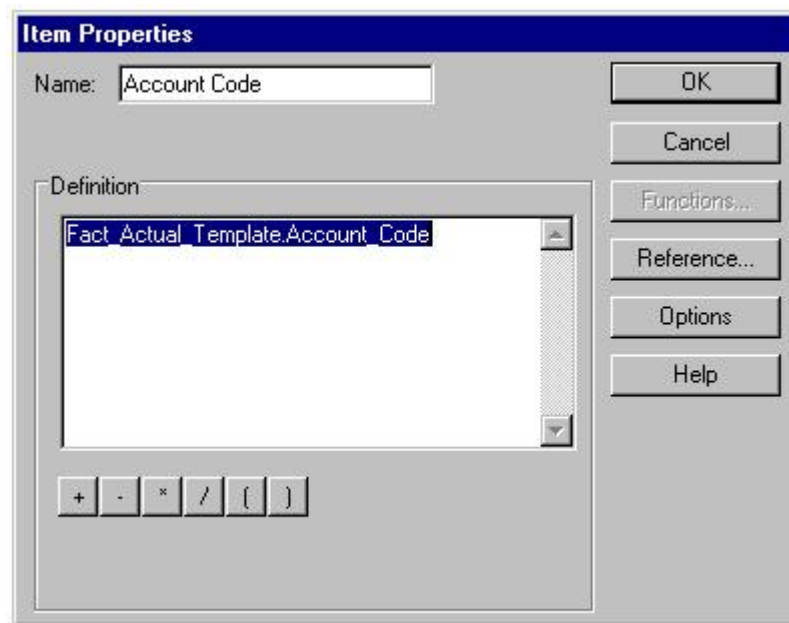 Item Properties
Name: Account Code
OK
Cancel
Definition
Functions...
Fact_Actual_Template.Account_Code
Reference...
Options
Help
+ - * / ( )